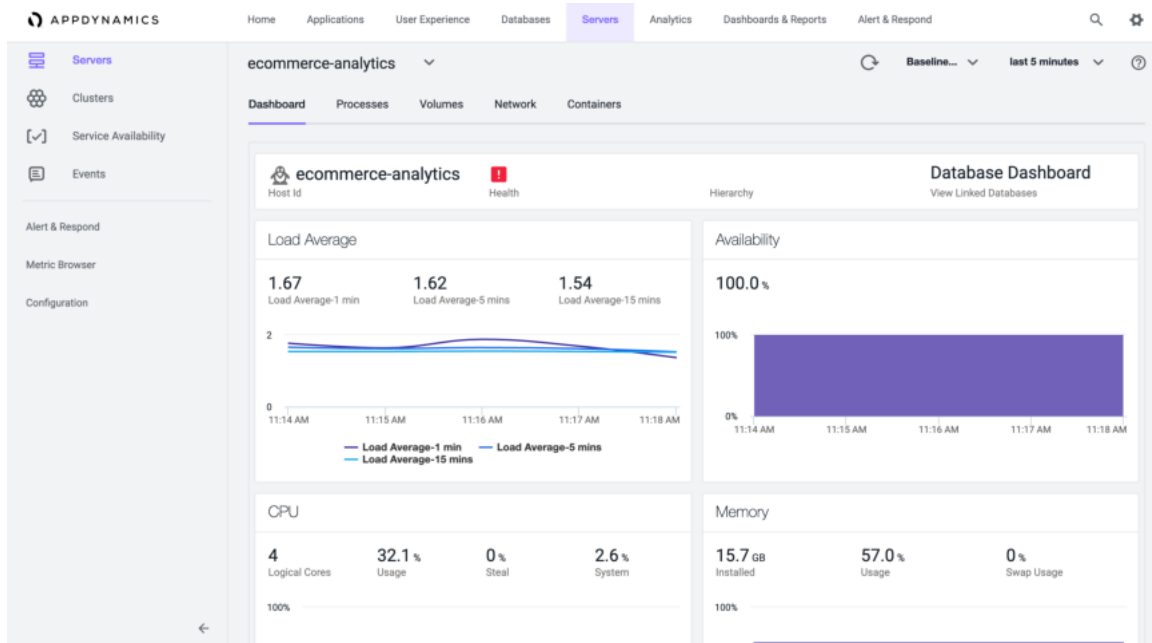 APPDYNAMICS
Home Applications User Experience Databases Servers Analytics Dashboards & Reports Alert & Respond
Servers
Clusters
Service Availability
Events
Alert & Respond
Metric Browser
Configuration
ecommerce-analytics
Baseline... last 5 minutes
Dashboard Processes Volumes Network Containers
ecommerce-analytics
Host Id
Health
Hierarchy
Database Dashboard
View Linked Databases
Load Average
1.67 1.62 1.54
Load Average-1 min Load Average-5 mins Load Average-15 mins
2
0
11:14 AM 11:15 AM 11:16 AM 11:17 AM 11:18 AM
Load Average-1 min Load Average-5 mins
Load Average-15 mins
Availability
100.0 %
100%
0%
11:14 AM 11:15 AM 11:16 AM 11:17 AM 11:18 AM
CPU
4 32.1 % 0 % 2.6 %
Logical Cores Usage Steal System
100%
Memory
15.7 GB 57.0 % 0 %
Installed Usage Swap Usage
100%